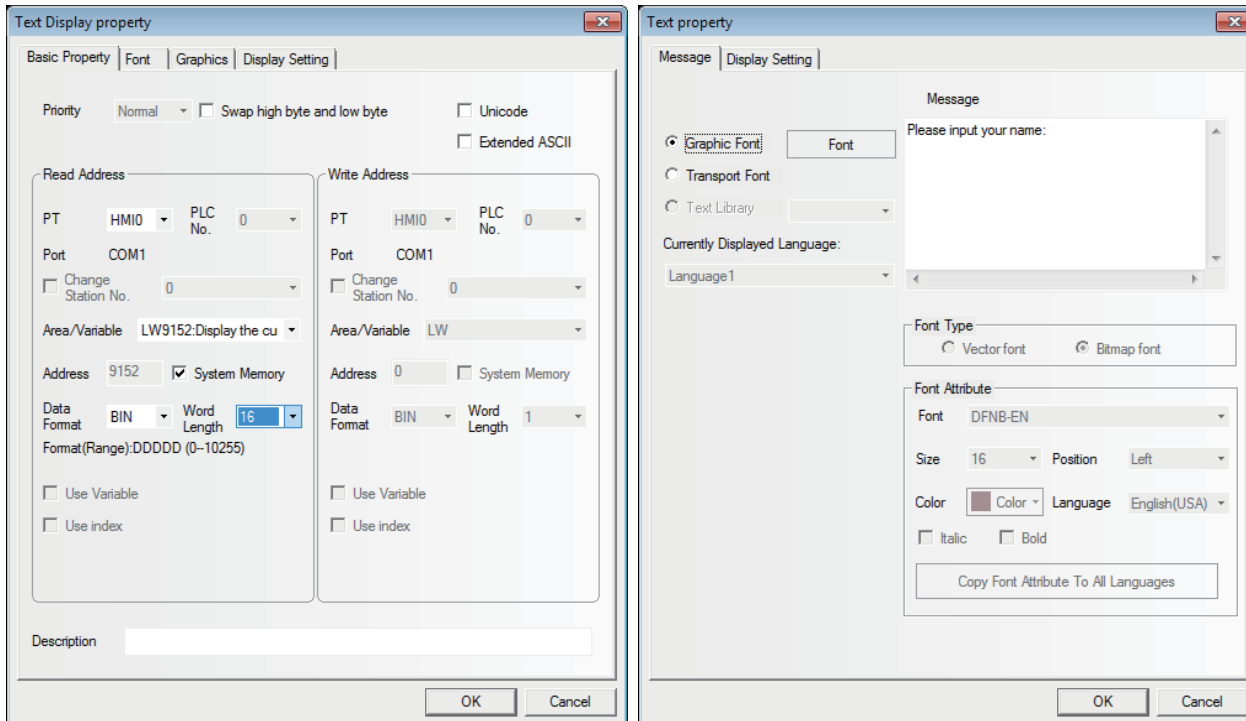 Text Display property
Basic Property Font Graphics Display Setting
Priority Normal Swap high byte and low byte Unicode
Extended ASCII
Read Address
PT HMI0 PLC No. 0
Port COM1
Change Station No. 0
Area/Variable LW9152:Display the cu
Address 9152 System Memory
Data Format BIN Word Length 16
Format(Range):DDDDD (0--10255)
Use Variable
Use index
Write Address
PT HMI0 PLC No. 0
Port COM1
Change Station No. 0
Area/Variable LW
Address 0 System Memory
Data Format BIN Word Length 1
Use Variable
Use index
Description
OK Cancel
Text property
Message Display Setting
Graphic Font Font
Transport Font
Text Library
Currently Displayed Language:
Language1
Message
Please input your name:
Font Type
Vector font Bitmap font
Font Attribute
Font DFNB-EN
Size 16 Position Left
Color Color Language English(USA)
Italic Bold
Copy Font Attribute To All Languages
OK Cancel